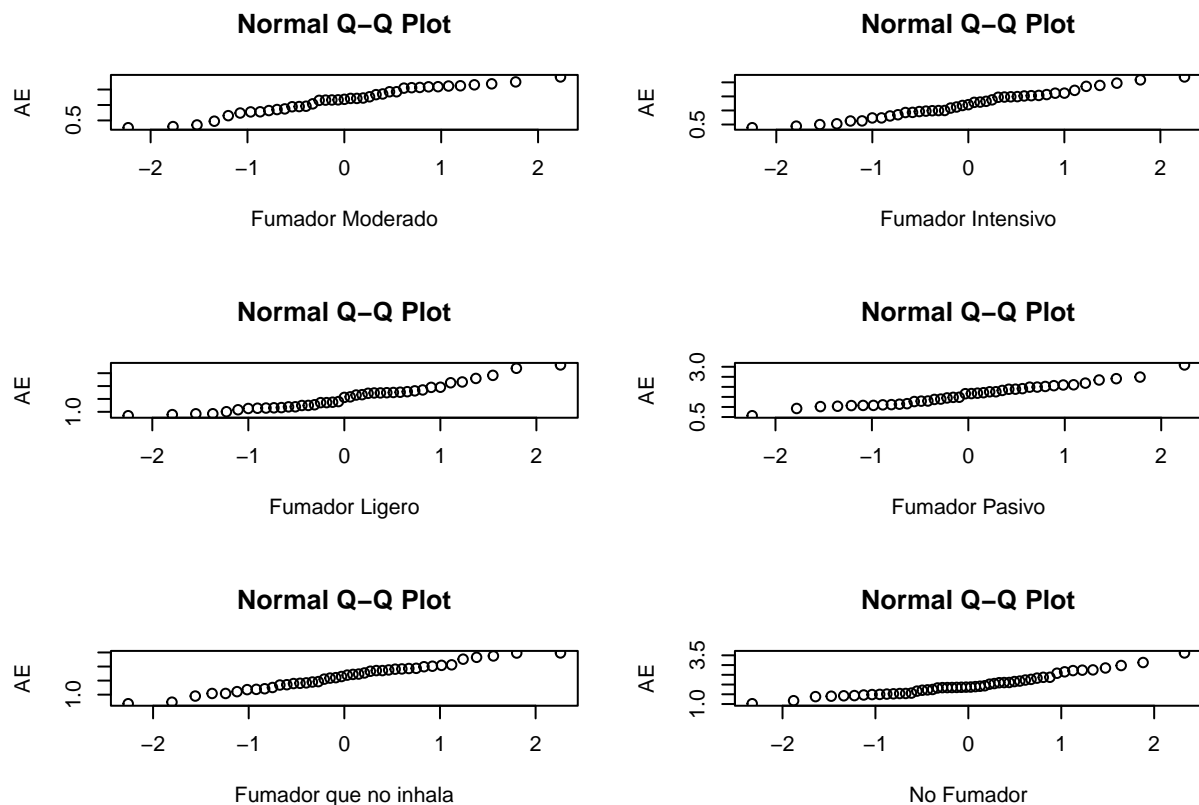 Normal Q−Q Plot
AE
0.5
−2 −1 0 1 2
Fumador Moderado
Normal Q−Q Plot
AE
0.5
−2 −1 0 1 2
Fumador Intensivo
Normal Q−Q Plot
AE
1.0
−2 −1 0 1 2
Fumador Ligero
Normal Q−Q Plot
AE
0.5 3.0
−2 −1 0 1 2
Fumador Pasivo
Normal Q−Q Plot
AE
1.0
−2 −1 0 1 2
Fumador que no inhala
Normal Q−Q Plot
AE
1.0 3.5
−2 −1 0 1 2
No Fumador